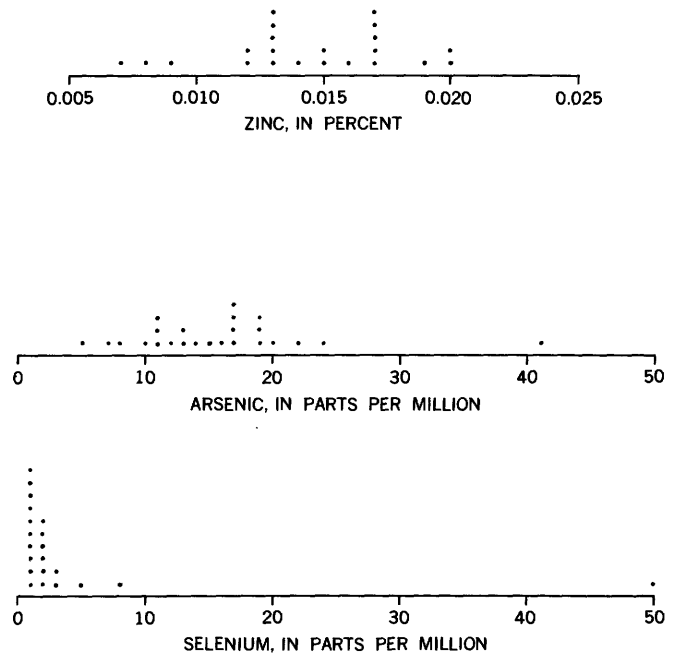 0.005 0.010 0.015 0.020 0.025
ZINC, IN PERCENT
0 10 20 30 40 50
ARSENIC, IN PARTS PER MILLION
0 10 20 30 40 50
SELENIUM, IN PARTS PER MILLION